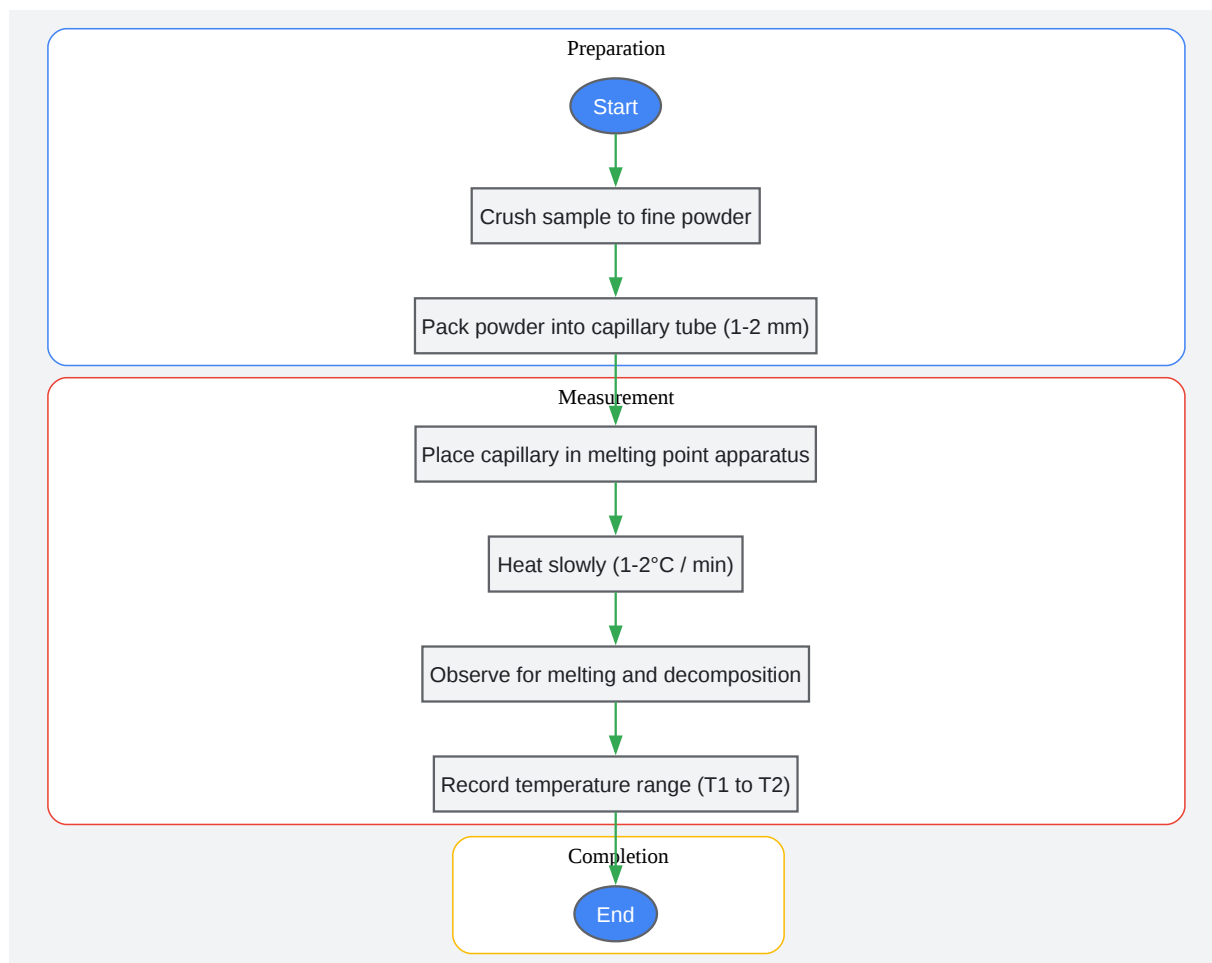 Preparation
Start
Crush sample to fine powder
Pack powder into capillary tube (1-2 mm)
Measurement
Place capillary in melting point apparatus
Heat slowly (1-2°C / min)
Observe for melting and decomposition
Record temperature range (T1 to T2)
Completion
End